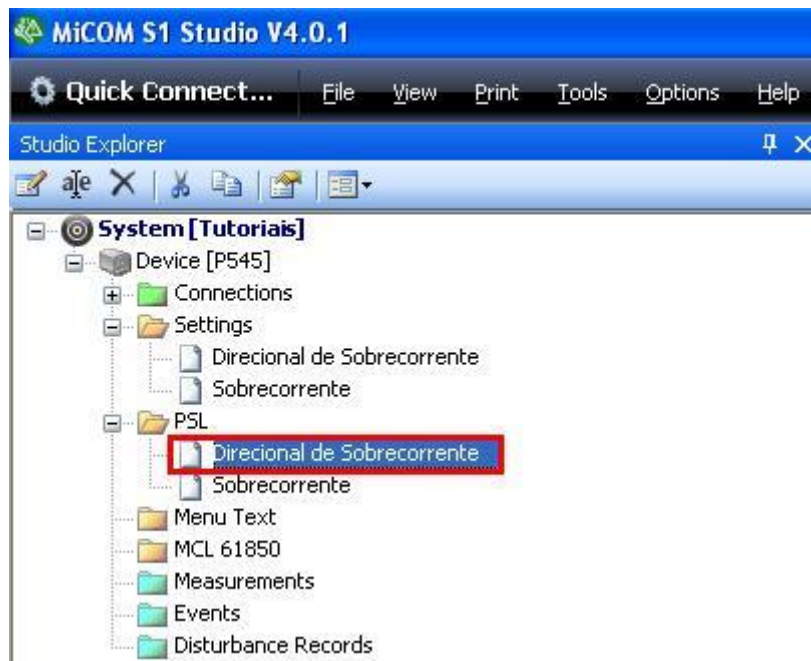 MiCOM S1 Studio V4.0.1
Quick Connect... File View Print Tools Options Help
Studio Explorer
System [Tutoriais]
Device [P545]
Connections
Settings
Direcional de Sobrecorrente
Sobrecorrente
PSL
Direcional de Sobrecorrente
Sobrecorrente
Menu Text
MCL 61850
Measurements
Events
Disturbance Records